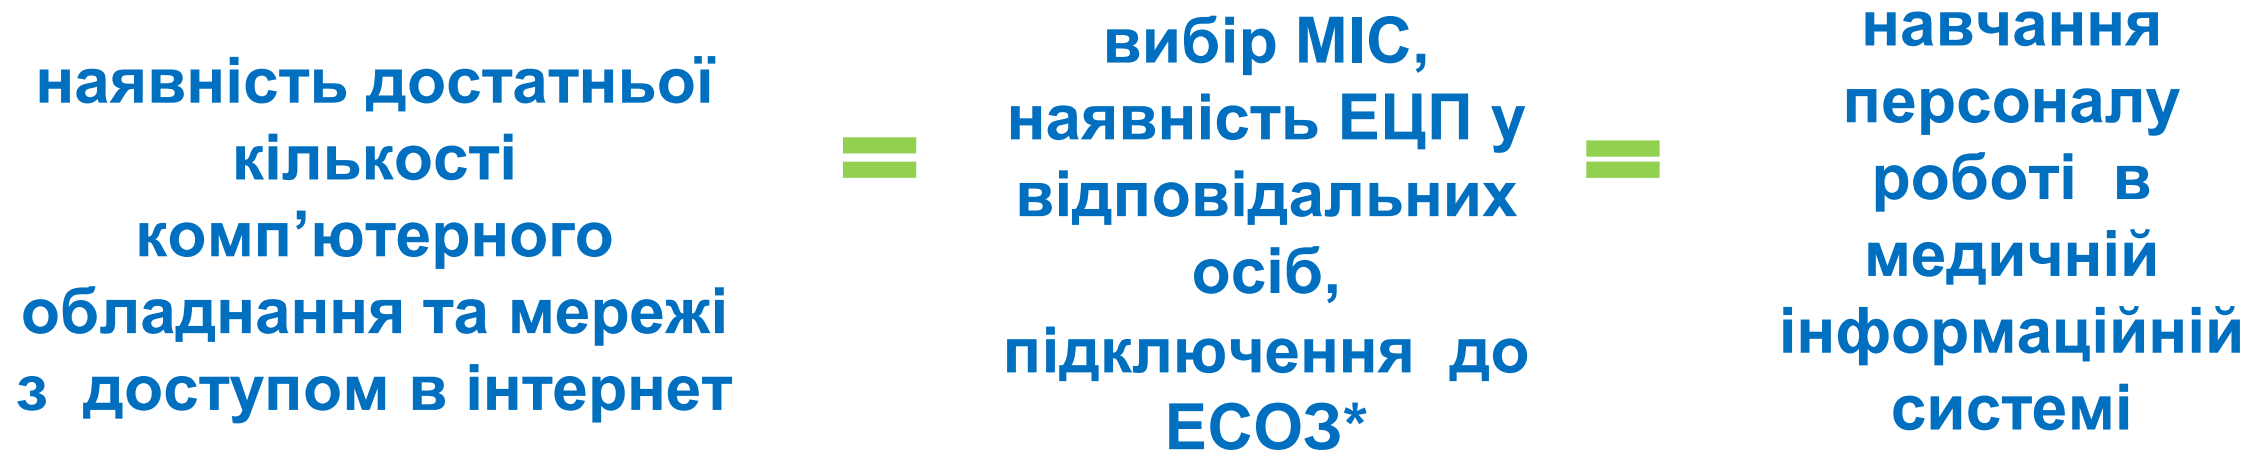 наявність достатньої
кількості
комп’ютерного
обладнання та мережі
з доступом в інтернет
=
вибір МІС,
наявність ЕЦП у
відповідальних
осіб,
підключення до
ЕСОЗ*
=
навчання
персоналу
роботі в
медичній
інформаційній
системі